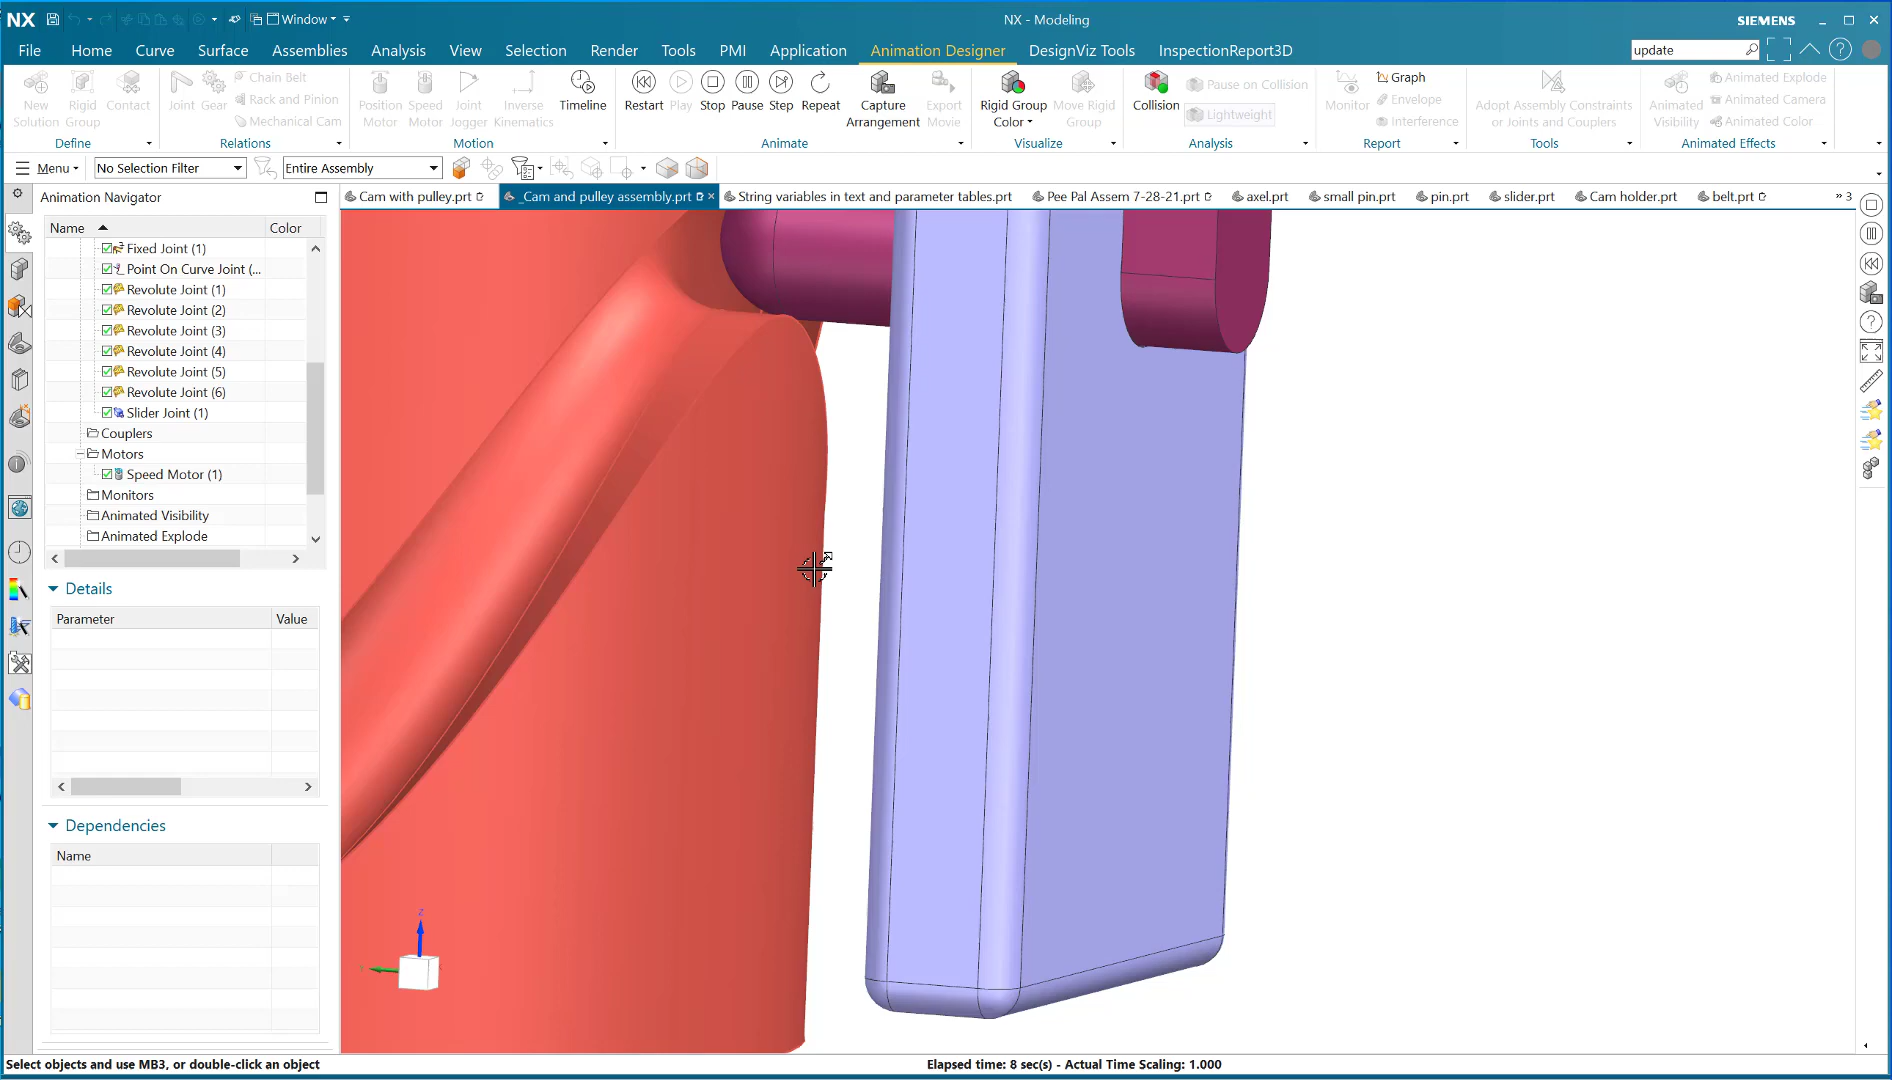 NX Window NX - Modeling SIEMENS
File Home Curve Surface Assemblies Analysis View Selection Render Tools PMI Application Animation Designer DesignViz Tools InspectionReport3D update
New Solution Rigid Group Contact Joint Gear Chain Belt Rack and Pinion Mechanical Cam Position Motor Speed Motor Joint Jogger Inverse Kinematics Timeline Restart Play Stop Pause Step Repeat Capture Arrangement Export Movie Rigid Group Color Move Rigid Group Collision Pause on Collision Lightweight Monitor Graph Envelope Interference Adopt Assembly Constraints or Joints and Couplers Animated Visibility Animated Explode Animated Camera Animated Color
Define Relations Motion Animate Visualize Analysis Report Tools Animated Effects
Menu No Selection Filter Entire Assembly
Animation Navigator Cam with pulley.prt _Cam and pulley assembly.prt String variables in text and parameter tables.prt Pee Pal Assem 7-28-21.prt axel.prt small pin.prt pin.prt slider.prt Cam holder.prt belt.prt » 3
Name Color
Fixed Joint (1)
Point On Curve Joint (...
Revolute Joint (1)
Revolute Joint (2)
Revolute Joint (3)
Revolute Joint (4)
Revolute Joint (5)
Revolute Joint (6)
Slider Joint (1)
Couplers
Motors
Speed Motor (1)
Monitors
Animated Visibility
Animated Explode
Details
Parameter Value
Dependencies
Name
Z
Select objects and use MB3, or double-click an object Elapsed time: 8 sec(s) - Actual Time Scaling: 1.000